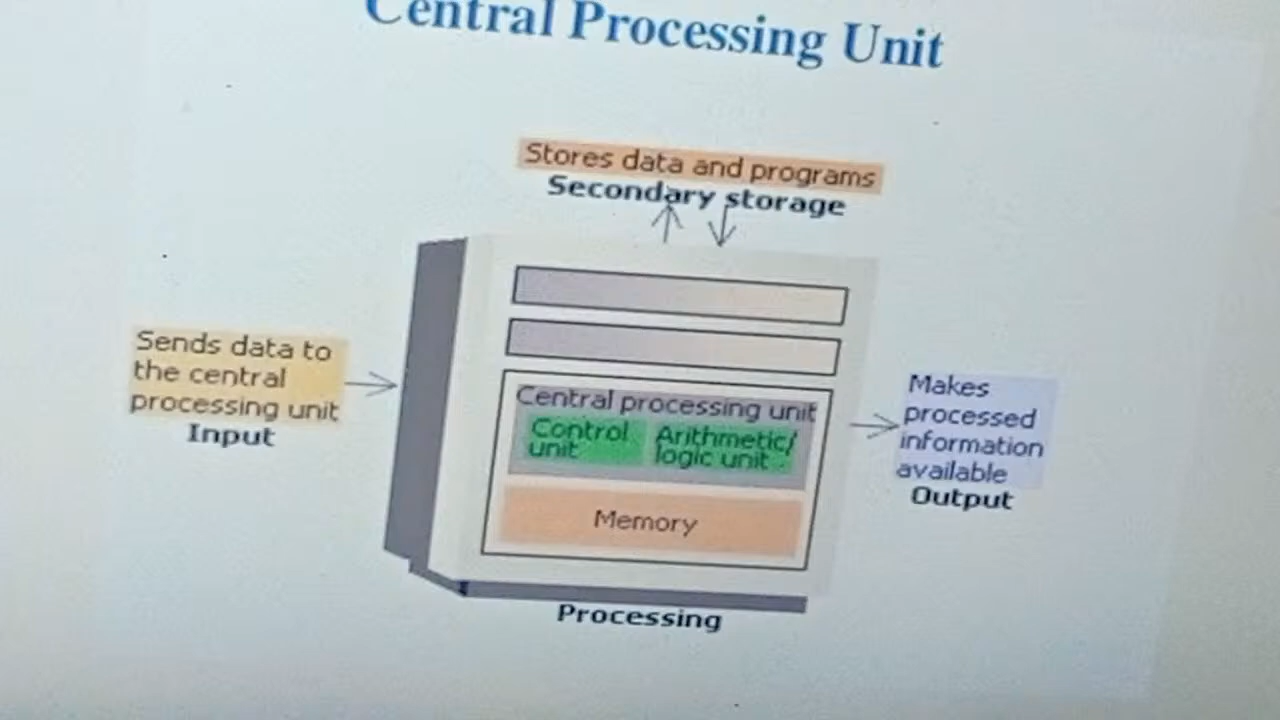 Central Processing Unit
Stores data and programs
Secondary storage
Sends data to
the central
processing unit
Input
Central processing unit
Control
unit
Arithmetic/
logic unit
Memory
Processing
Makes
processed
information
available
Output